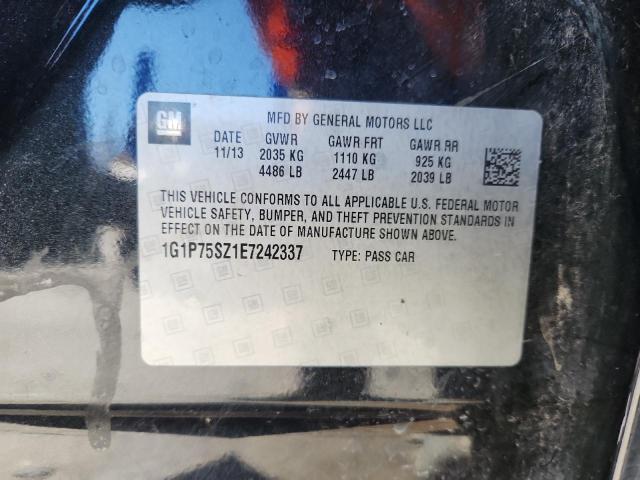 GM
MFD BY GENERAL MOTORS LLC
DATE GVWR GAWR FRT GAWR RR
11/13 2035 KG 1110 KG 925 KG
4486 LB 2447 LB 2039 LB
THIS VEHICLE CONFORMS TO ALL APPLICABLE U.S. FEDERAL MOTOR
VEHICLE SAFETY, BUMPER, AND THEFT PREVENTION STANDARDS IN
EFFECT ON THE DATE OF MANUFACTURE SHOWN ABOVE.
1G1P75SZ1E7242337 TYPE: PASS CAR